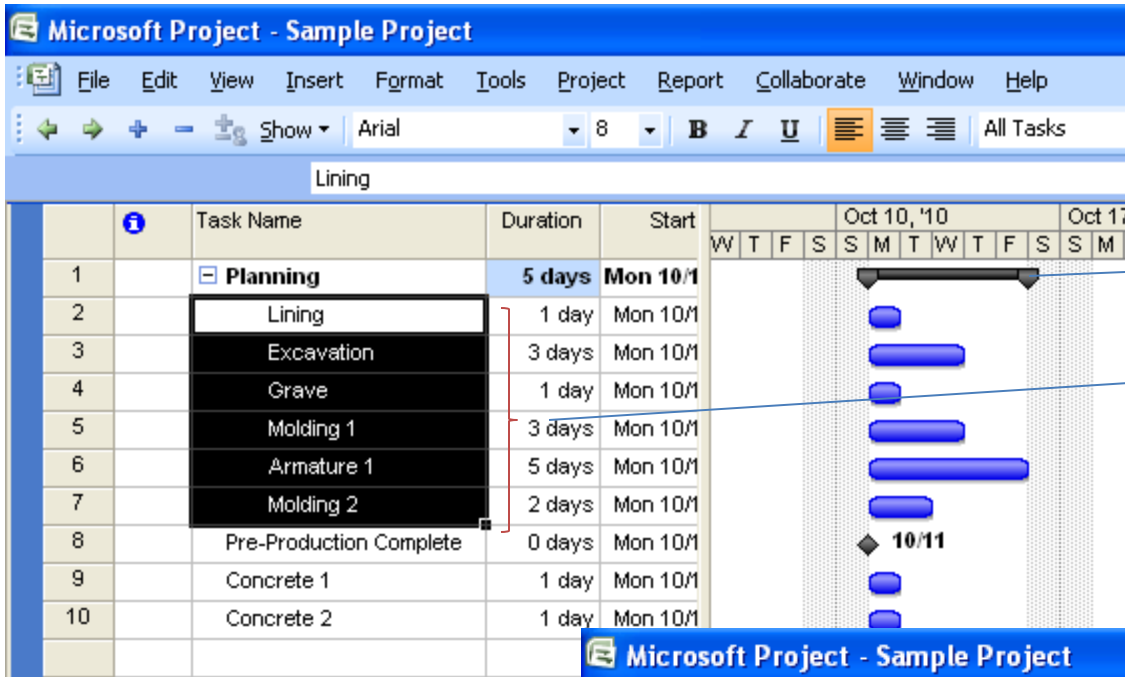 Microsoft Project - Sample Project
File Edit View Insert Format Tools Project Report Collaborate Window Help
Show Arial 8 B I U All Tasks
Lining
Task Name Duration Start Oct 10, '10 Oct 17
W T F S S M T W T F S S M
1 Planning 5 days Mon 10/1
2 Lining 1 day Mon 10/1
3 Excavation 3 days Mon 10/1
4 Grave 1 day Mon 10/1
5 Molding 1 3 days Mon 10/1
6 Armature 1 5 days Mon 10/1
7 Molding 2 2 days Mon 10/1
8 Pre-Production Complete 0 days Mon 10/1 10/11
9 Concrete 1 1 day Mon 10/1
10 Concrete 2 1 day Mon 10/1
Microsoft Project - Sample Project